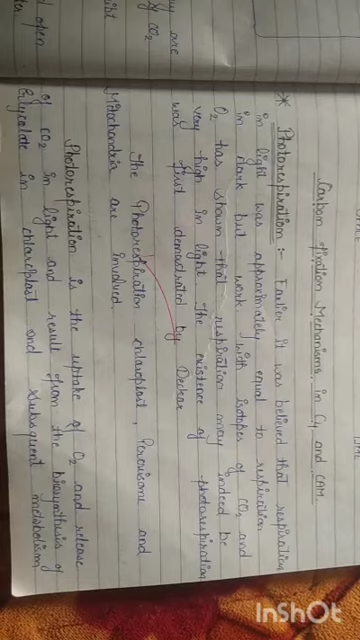 Carbon fixation Mechanisms in C4 and CAM
* Photorespiration :- Earlier it was believed that respiration
in light was approximately equal to respiration
in dark but work with isotopes of CO2 and
O2 has shown that respiration may indeed be
very high in light the existence of photorespiration
was first demostrated by Decker
the Photorespiration chloroplast, Peroxisome and
Mitochondria are involved
Photorespiration is the uptake of O2 and release
of CO2 in light and result from the biosynthesis of
Glycolate in chloroplast and subsequent metabolism
are
CO2
open
InShOt